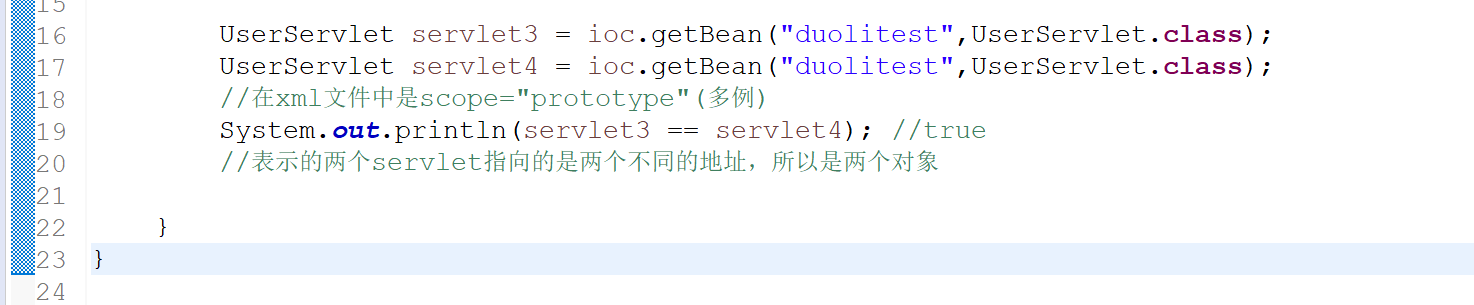 15
16 UserServlet servlet3 = ioc.getBean("duolitest",UserServlet.class);
17 UserServlet servlet4 = ioc.getBean("duolitest",UserServlet.class);
18 //在xml文件中是scope="prototype"(多例)
19 System.out.println(servlet3 == servlet4); //true
20 //表示的两个servlet指向的是两个不同的地址，所以是两个对象
21
22 }
23 }
24